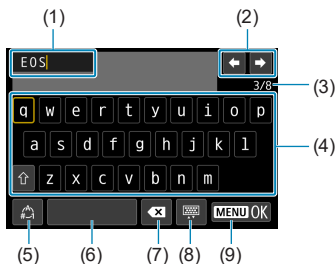 (1) (2)
EOS
3/8 (3)
q w e r t y u i o p
a s d f g h j k l (4)
z x c v b n m
MENU OK
(5) (6) (7) (8) (9)